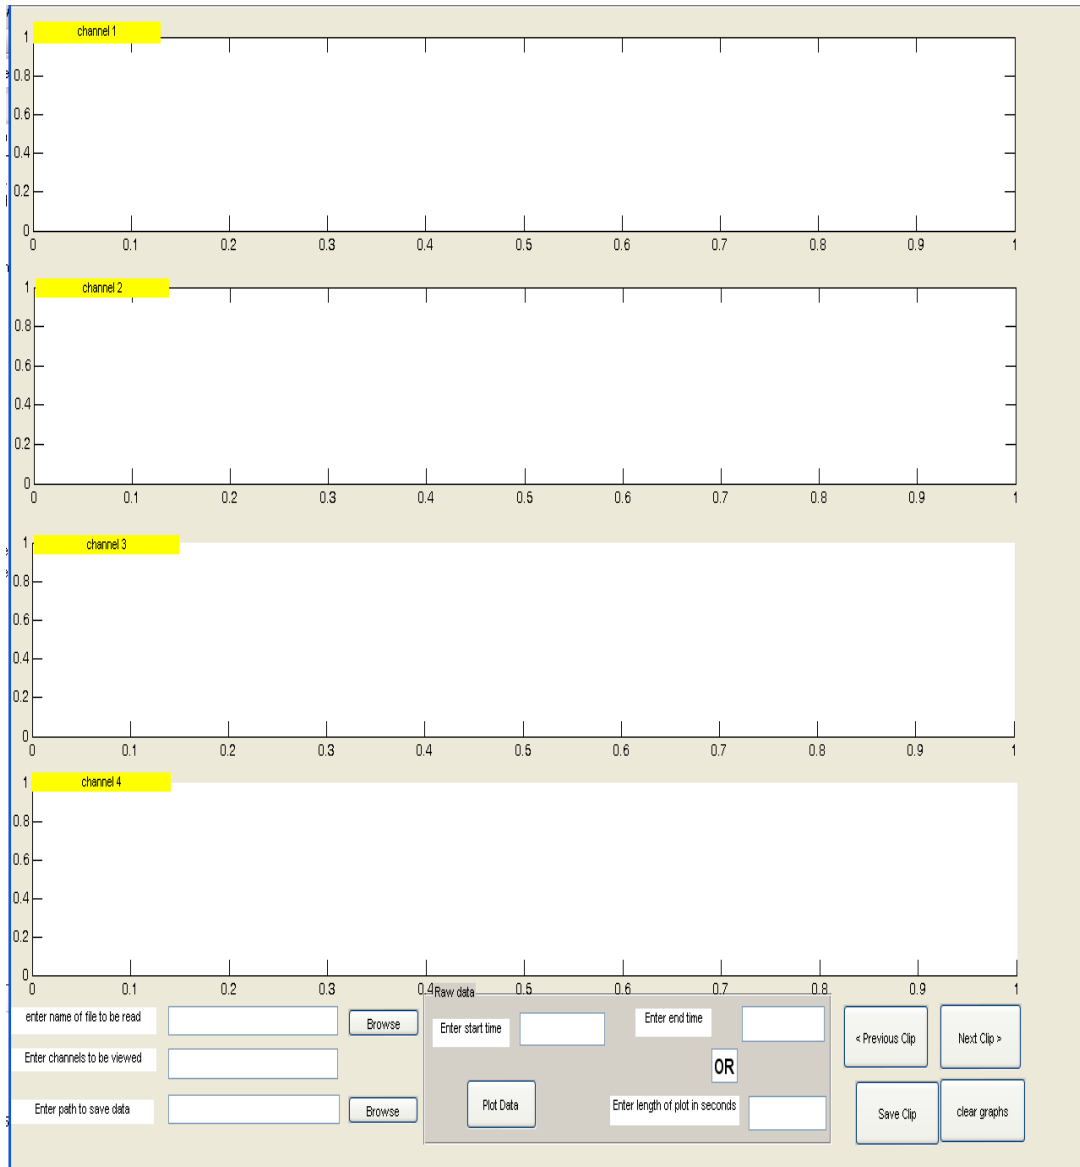 channel 1
1
0.8
0.6
0.4
0.2
0
0 0.1 0.2 0.3 0.4 0.5 0.6 0.7 0.8 0.9 1
channel 2
1
0.8
0.6
0.4
0.2
0
0 0.1 0.2 0.3 0.4 0.5 0.6 0.7 0.8 0.9 1
channel 3
1
0.8
0.6
0.4
0.2
0
0 0.1 0.2 0.3 0.4 0.5 0.6 0.7 0.8 0.9 1
channel 4
1
0.8
0.6
0.4
0.2
0
0 0.1 0.2 0.3 0.4 0.5 0.6 0.7 0.8 0.9 1
enter name of file to be read
Browse
Enter channels to be viewed
Enter path to save data
Browse
Raw data
Enter start time
Enter end time
OR
Plot Data
Enter length of plot in seconds
< Previous Clip
Next Clip >
Save Clip
clear graphs